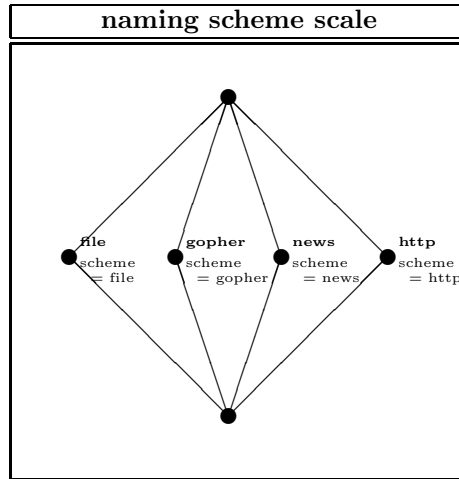 naming scheme scale
file
scheme
= file
gopher
scheme
= gopher
news
scheme
= news
http
scheme
= http